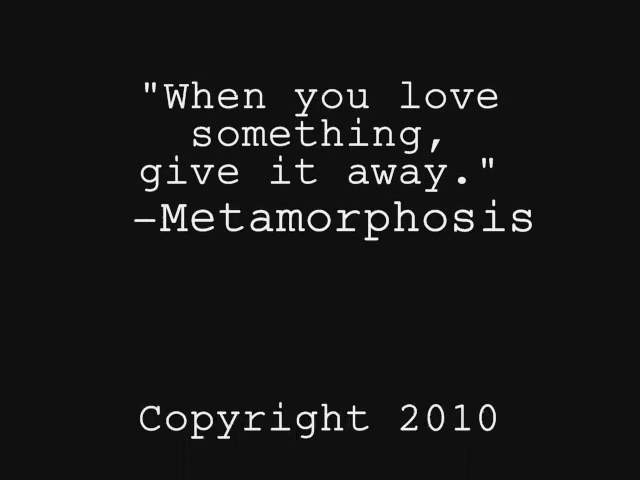 "When you love
something,
give it away."
–Metamorphosis
Copyright 2010